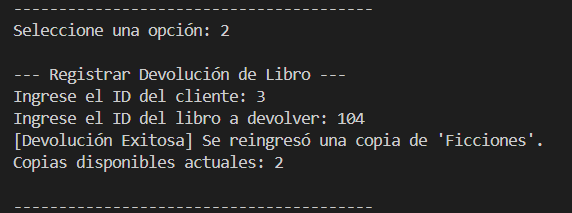 ----------------------------------------
Seleccione una opción: 2
--- Registrar Devolución de Libro ---
Ingrese el ID del cliente: 3
Ingrese el ID del libro a devolver: 104
[Devolución Exitosa] Se reingresó una copia de 'Ficciones'.
Copias disponibles actuales: 2
----------------------------------------